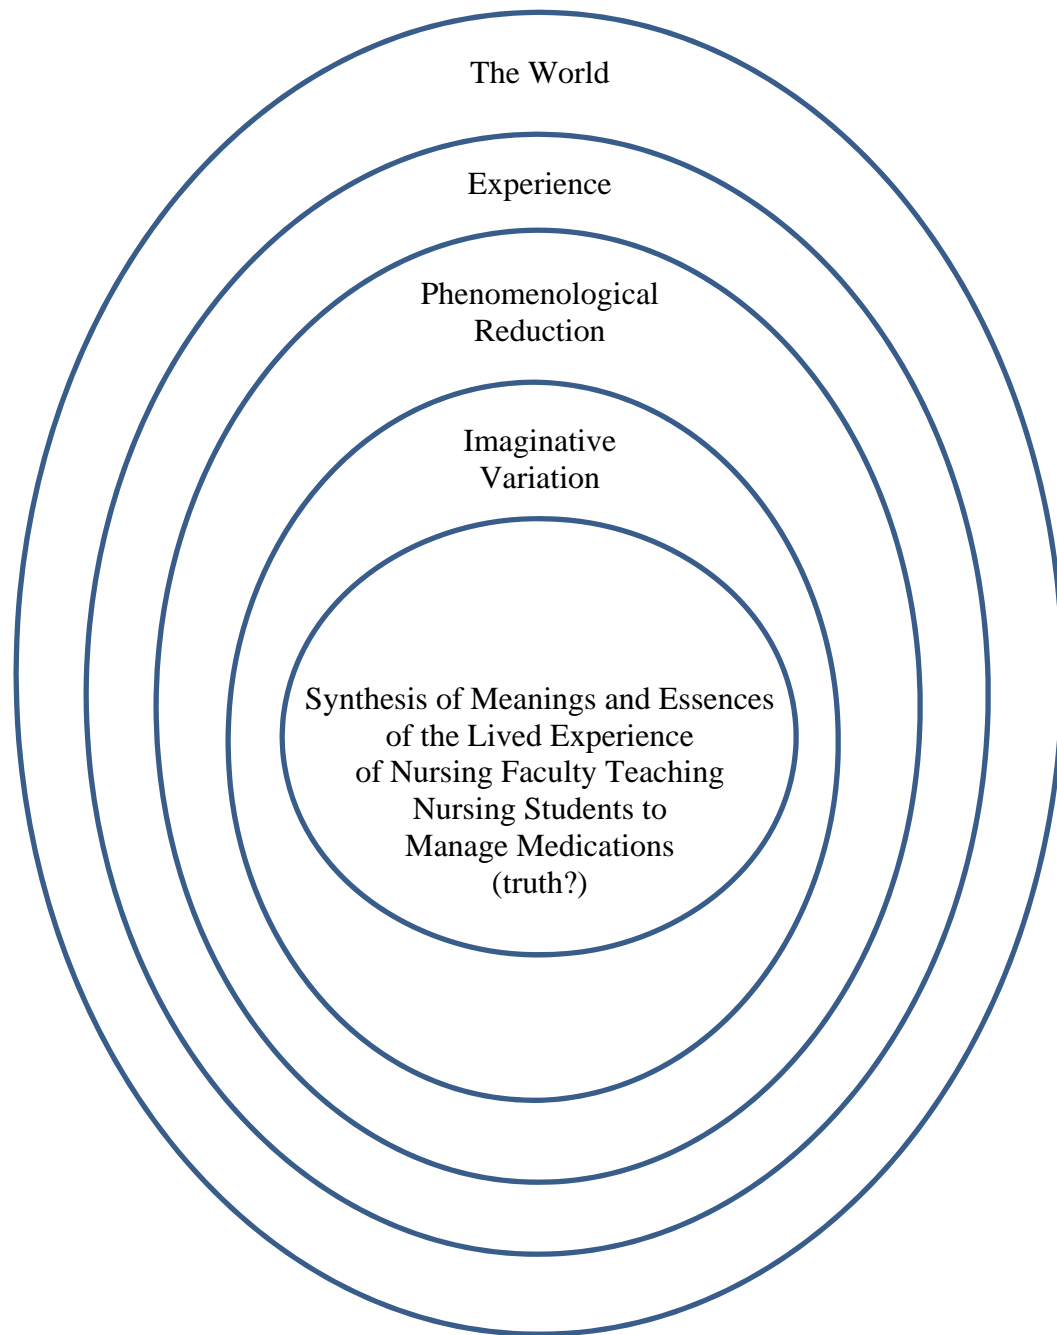 The World
Experience
Phenomenological
Reduction
Imaginative
Variation
Synthesis of Meanings and Essences
of the Lived Experience
of Nursing Faculty Teaching
Nursing Students to
Manage Medications
(truth?)